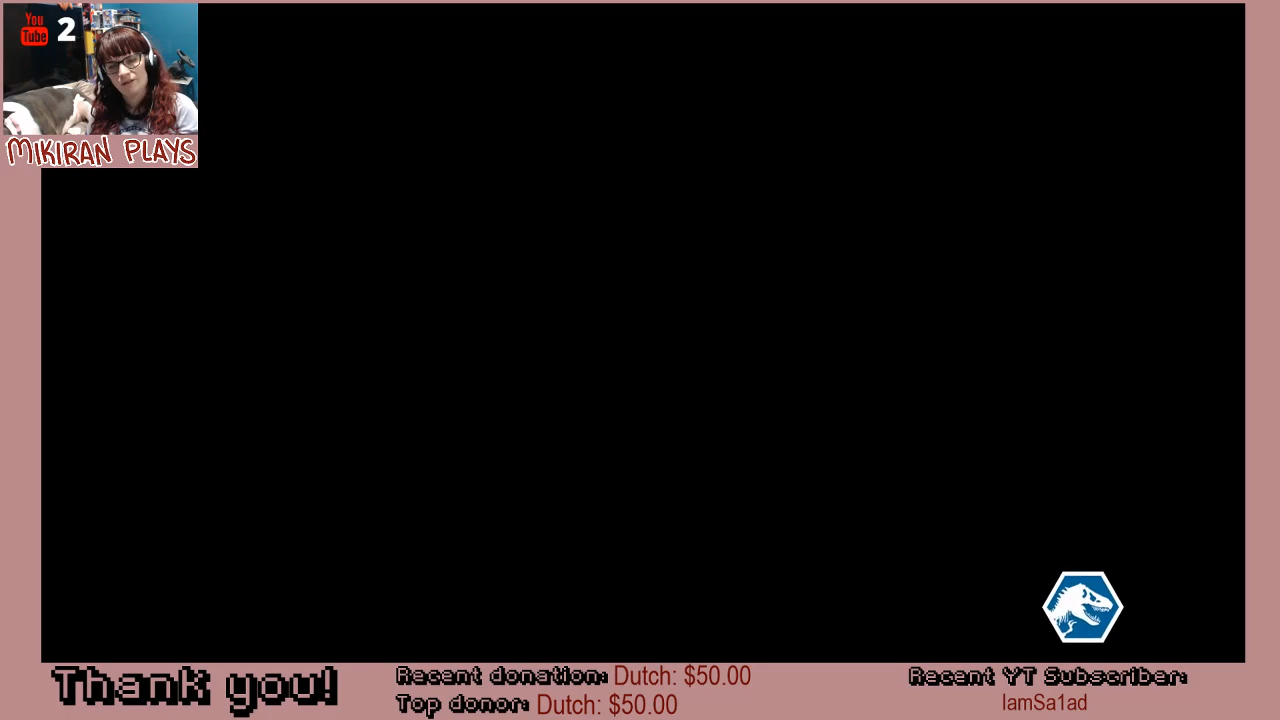 You
Tube
2
MIKIRAN PLAYS
Thank you!
Recent donation: Dutch: $50.00
Top donor: Dutch: $50.00
Recent YT Subscriber:
IamSa1ad